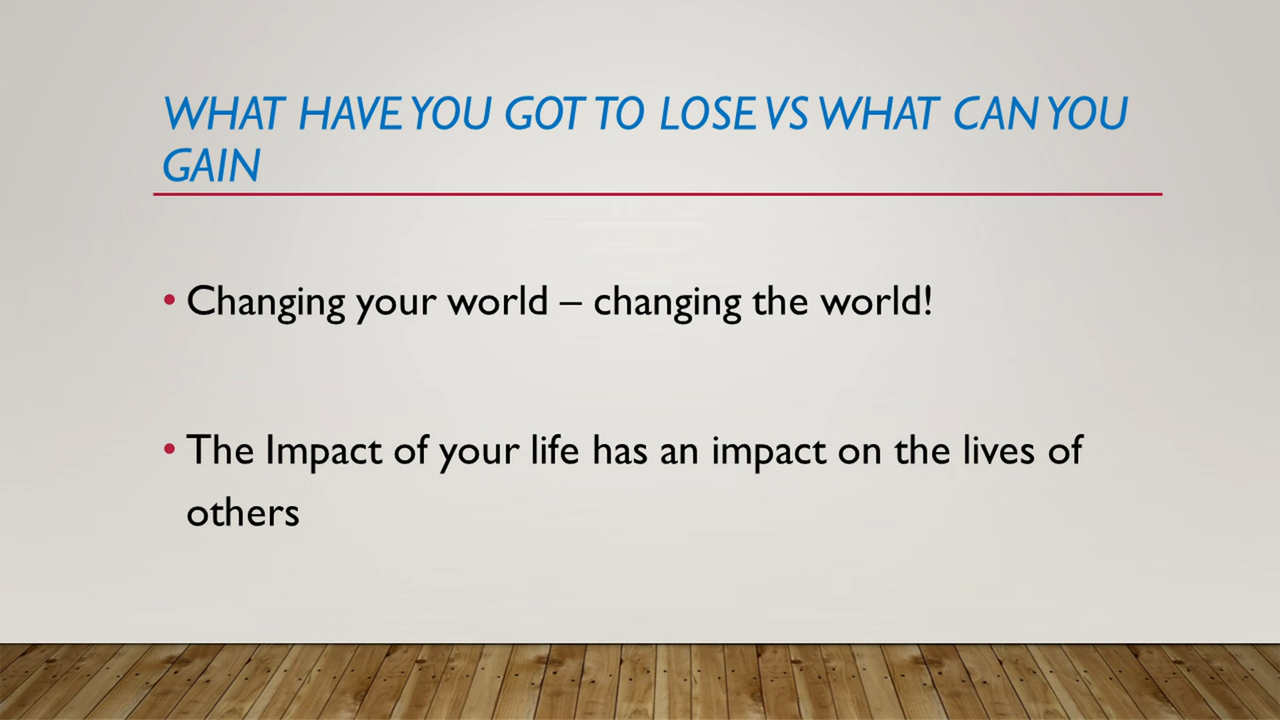 WHAT HAVE YOU GOT TO LOSE VS WHAT CAN YOU
GAIN
• Changing your world – changing the world!
• The Impact of your life has an impact on the lives of
others